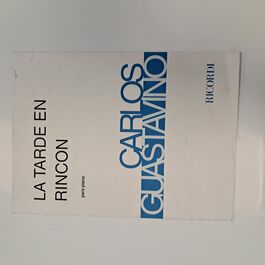 LA TARDE EN
RINCON
para piano
CARLOS
GUASTAVINO
RICORDI